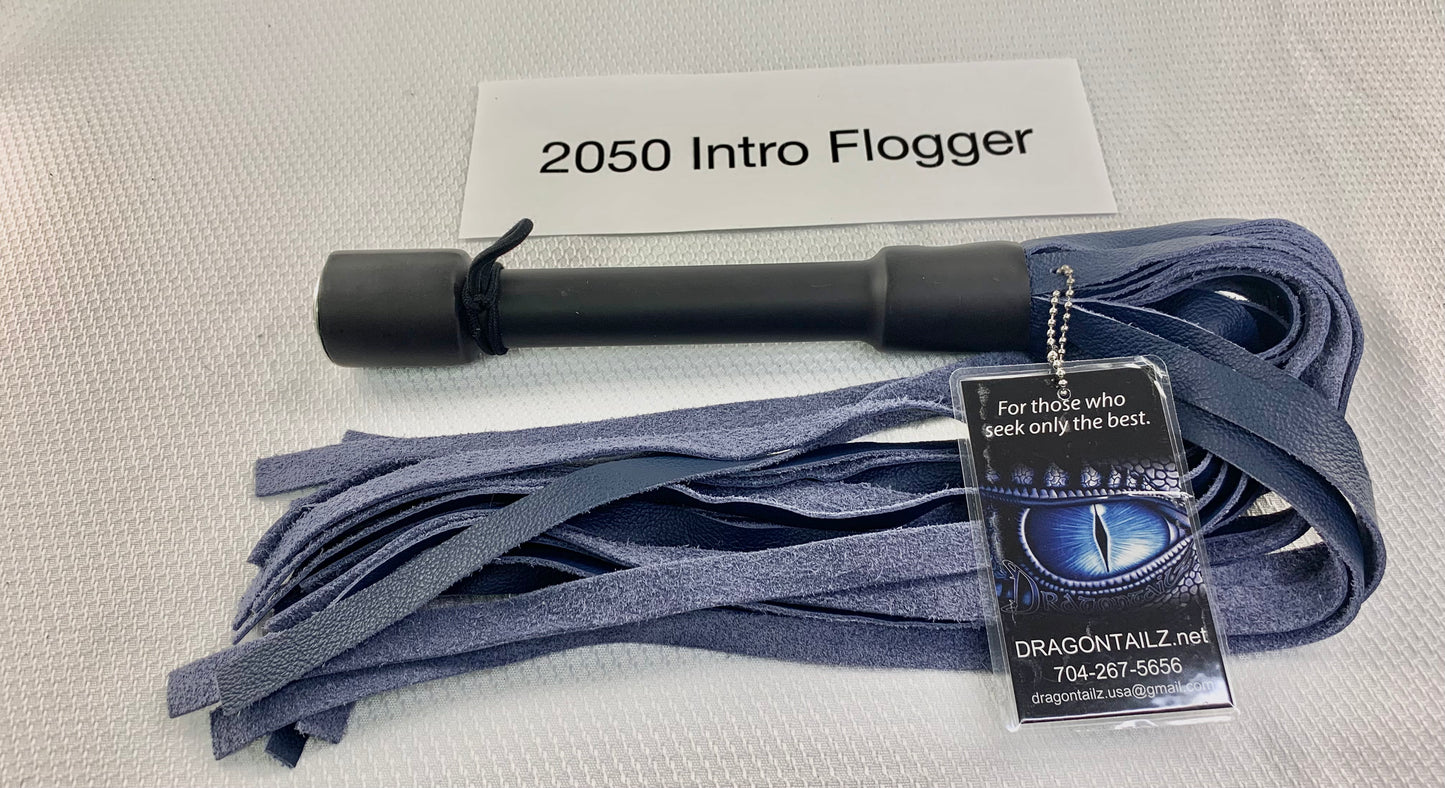 2050 Intro Flogger
For those who
seek only the best.
DRAGONTAILZ.net
704-267-5656
dragontailz.usa@gmail.com